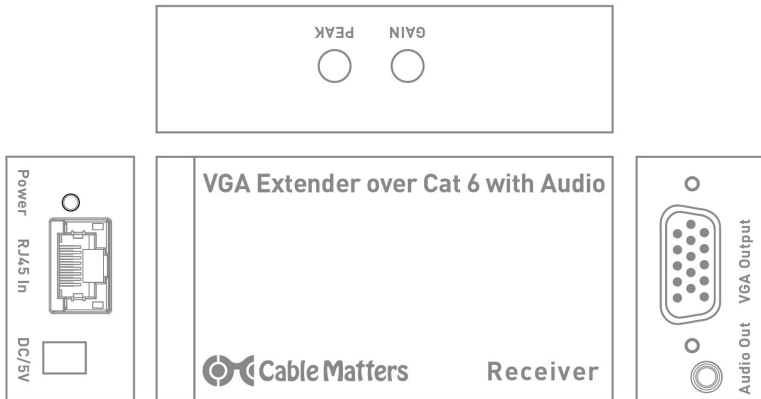 PEAK GAIN
Power
RJ45 In
DC/5V
VGA Extender over Cat 6 with Audio
Cable Matters
Receiver
VGA Output
Audio Out